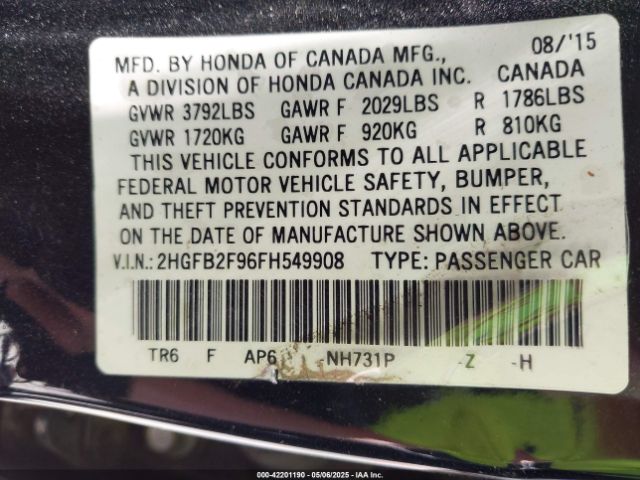 MFD. BY HONDA OF CANADA MFG., 08/'15
A DIVISION OF HONDA CANADA INC. CANADA
GVWR 3792LBS GAWR F 2029LBS R 1786LBS
GVWR 1720KG GAWR F 920KG R 810KG
THIS VEHICLE CONFORMS TO ALL APPLICABLE
FEDERAL MOTOR VEHICLE SAFETY, BUMPER,
AND THEFT PREVENTION STANDARDS IN EFFECT
ON THE DATE OF MANUFACTURE SHOWN ABOVE.
V.I.N.: 2HGFB2F96FH549908 TYPE: PASSENGER CAR
TR6 F AP6 NH731P -Z -H
000-42201190 - 05/06/2025 - IAA Inc.